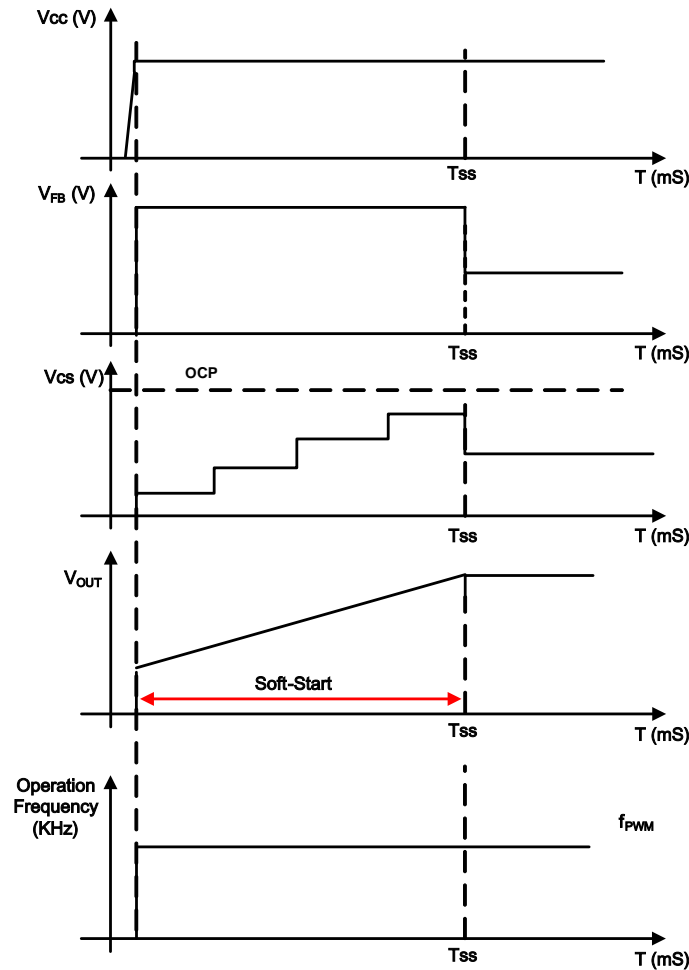 Vcc (V)
Tss
T (mS)
VFB (V)
Tss
T (mS)
Vcs (V)
OCP
Tss
T (mS)
VOUT
Soft-Start
Tss
T (mS)
Operation
Frequency
(KHz)
fPWM
Tss
T (mS)